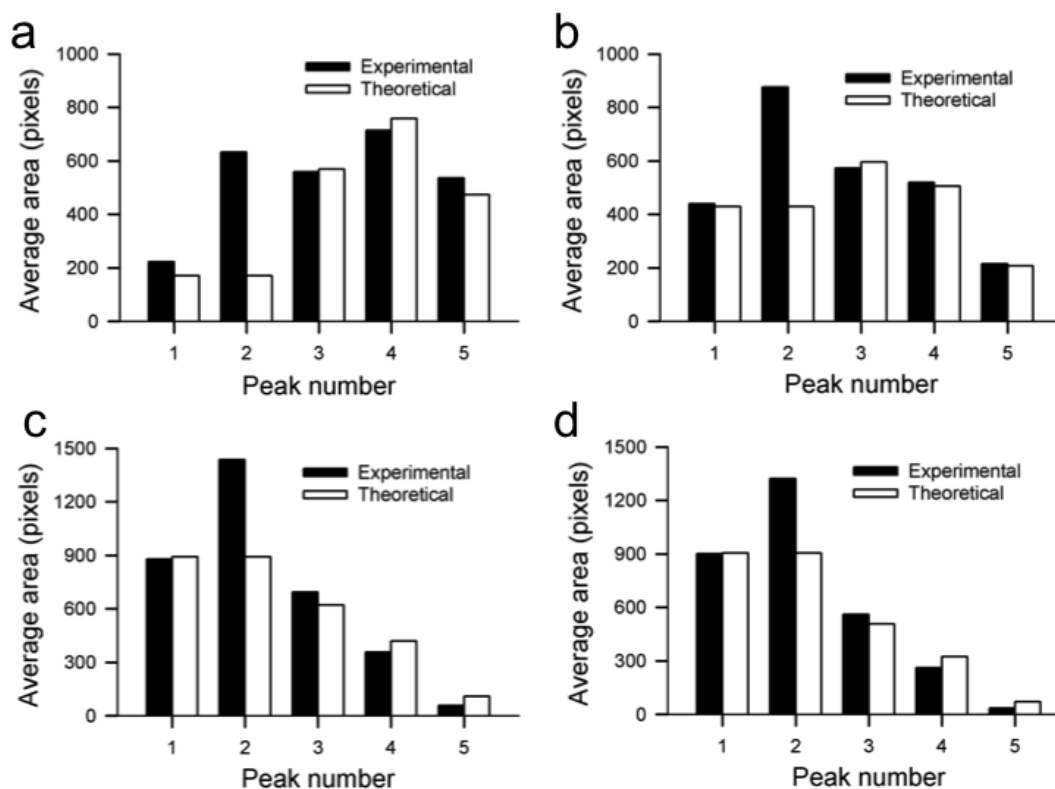 a
Average area (pixels)
1000
800
600
400
200
0
Experimental
Theoretical
1 2 3 4 5
Peak number
b
Average area (pixels)
1000
800
600
400
200
0
Experimental
Theoretical
1 2 3 4 5
Peak number
c
Average area (pixels)
1500
1200
900
600
300
0
Experimental
Theoretical
1 2 3 4 5
Peak number
d
Average area (pixels)
1500
1200
900
600
300
0
Experimental
Theoretical
1 2 3 4 5
Peak number